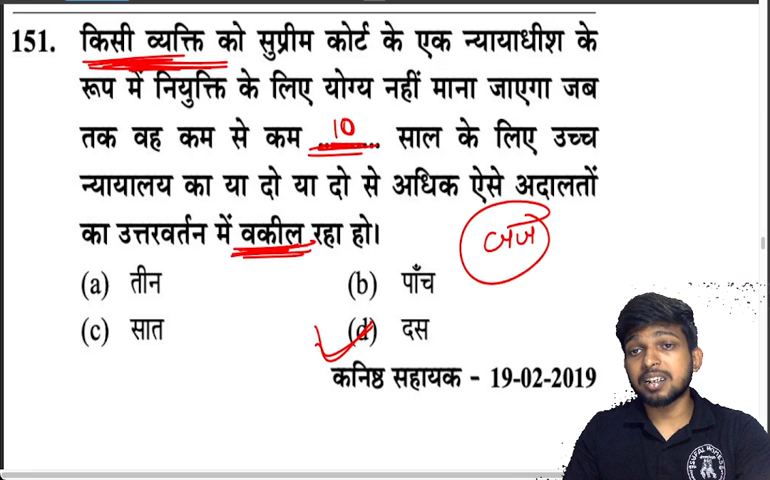 151. किसी व्यक्ति को सुप्रीम कोर्ट के एक न्यायाधीश के
रूप में नियुक्ति के लिए योग्य नहीं माना जाएगा जब
तक वह कम से कम 10 साल के लिए उच्च
न्यायालय का या दो या दो से अधिक ऐसे अदालतों
का उत्तरवर्तन में वकील रहा हो।
जज
(a) तीन (b) पाँच
(c) सात (d) दस
कनिष्ठ सहायक - 19-02-2019